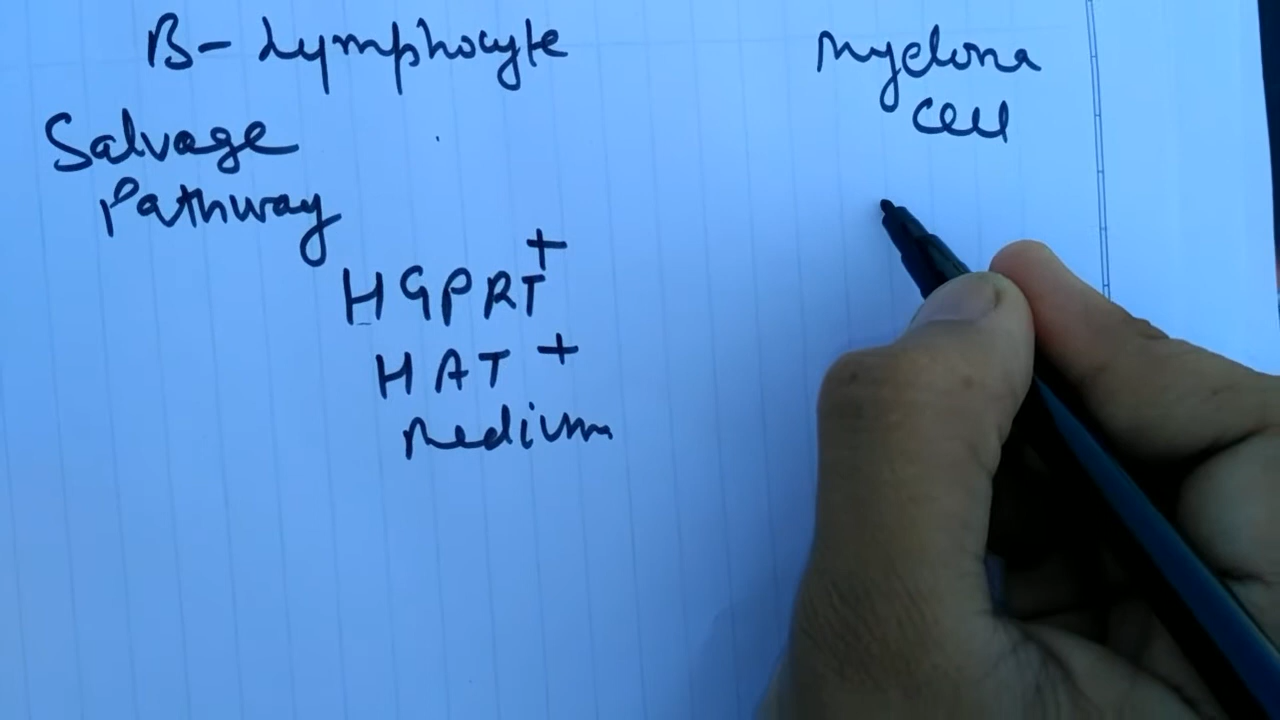 B- Lymphocyte
Myeloma
Cell
Salvage
Pathway
HGPRT+
HAT +
Medium